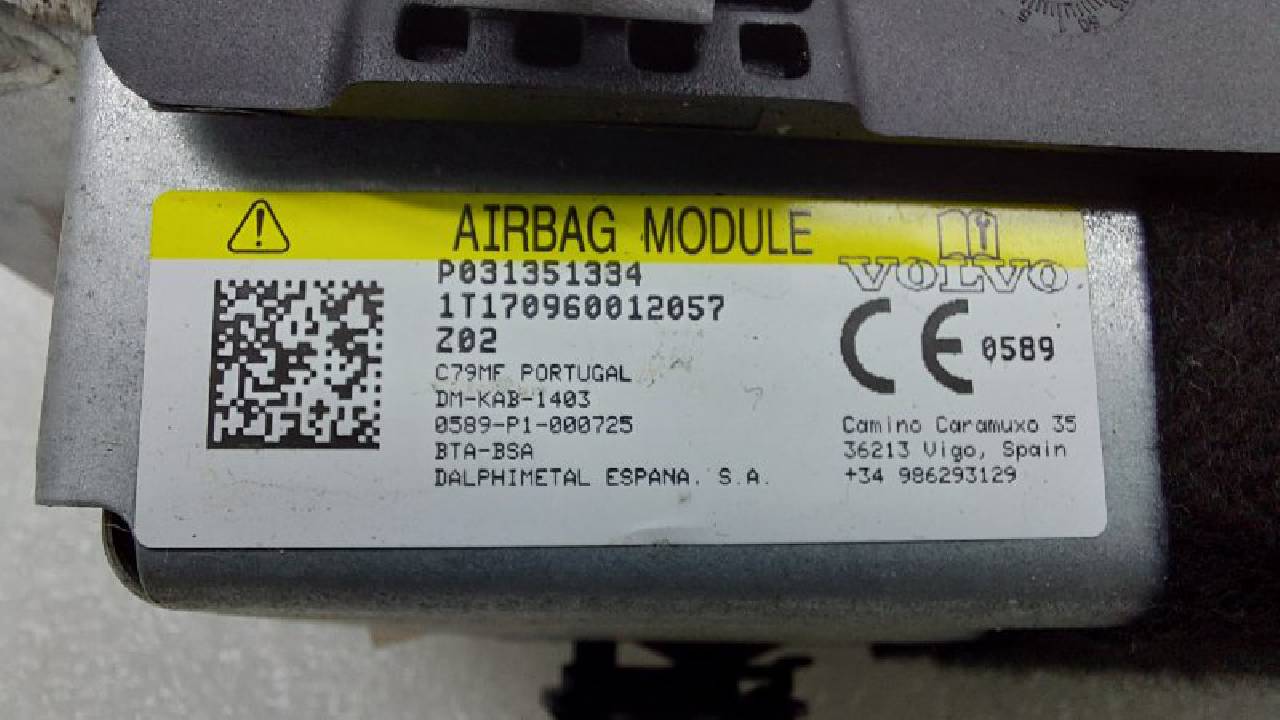 AIRBAG MODULE
P031351334
1T170960012057
Z02
C79MF PORTUGAL
DM-KAB-1403
0589-P1-000725
BTA-BSA
DALPHIMETAL ESPANA. S.A.
VOLVO
CE 0589
Camino Caramuxo 35
36213 Vigo, Spain
+34 986293129